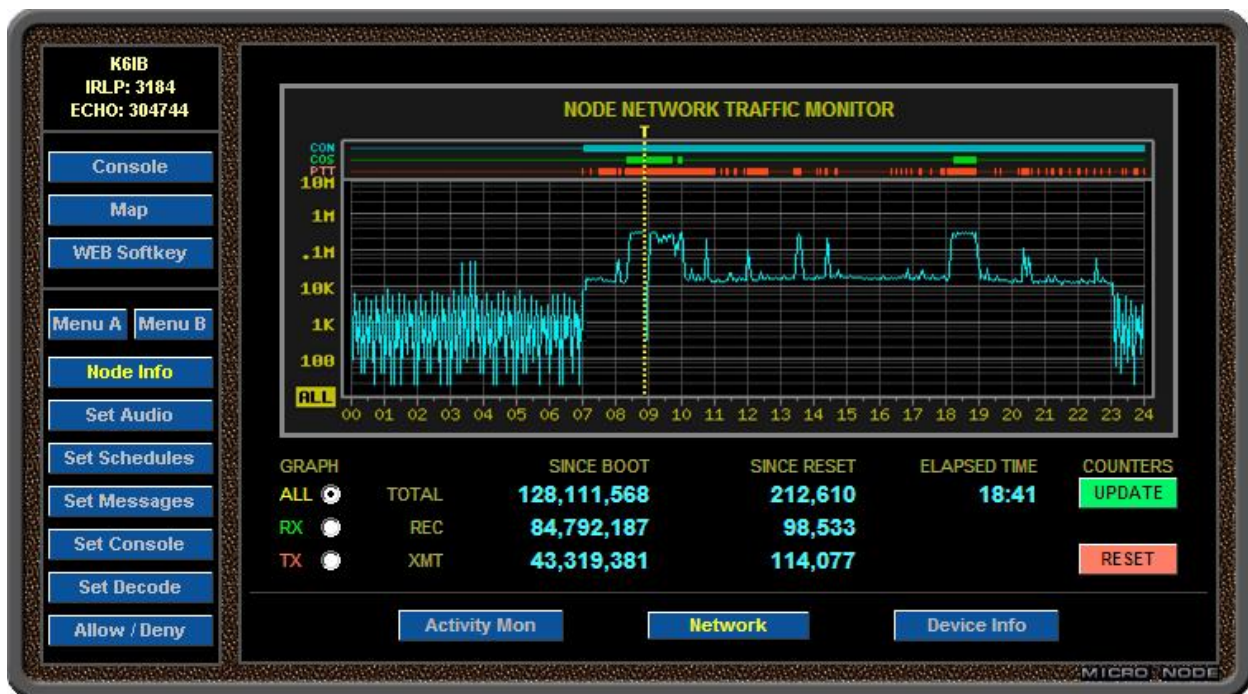 K6IB
IRLP: 3184
ECHO: 304744
Console
Map
WEB Softkey
Menu A Menu B
Node Info
Set Audio
Set Schedules
Set Messages
Set Console
Set Decode
Allow / Deny
NODE NETWORK TRAFFIC MONITOR
T
CON
COS
PTT
10M
1M
.1M
10K
1K
100
ALL
00 01 02 03 04 05 06 07 08 09 10 11 12 13 14 15 16 17 18 19 20 21 22 23 24
GRAPH SINCE BOOT SINCE RESET ELAPSED TIME COUNTERS
ALL TOTAL 128,111,568 212,610 18:41 UPDATE
RX REC 84,792,187 98,533
TX XMT 43,319,381 114,077 RESET
Activity Mon Network Device Info
MICRO NODE